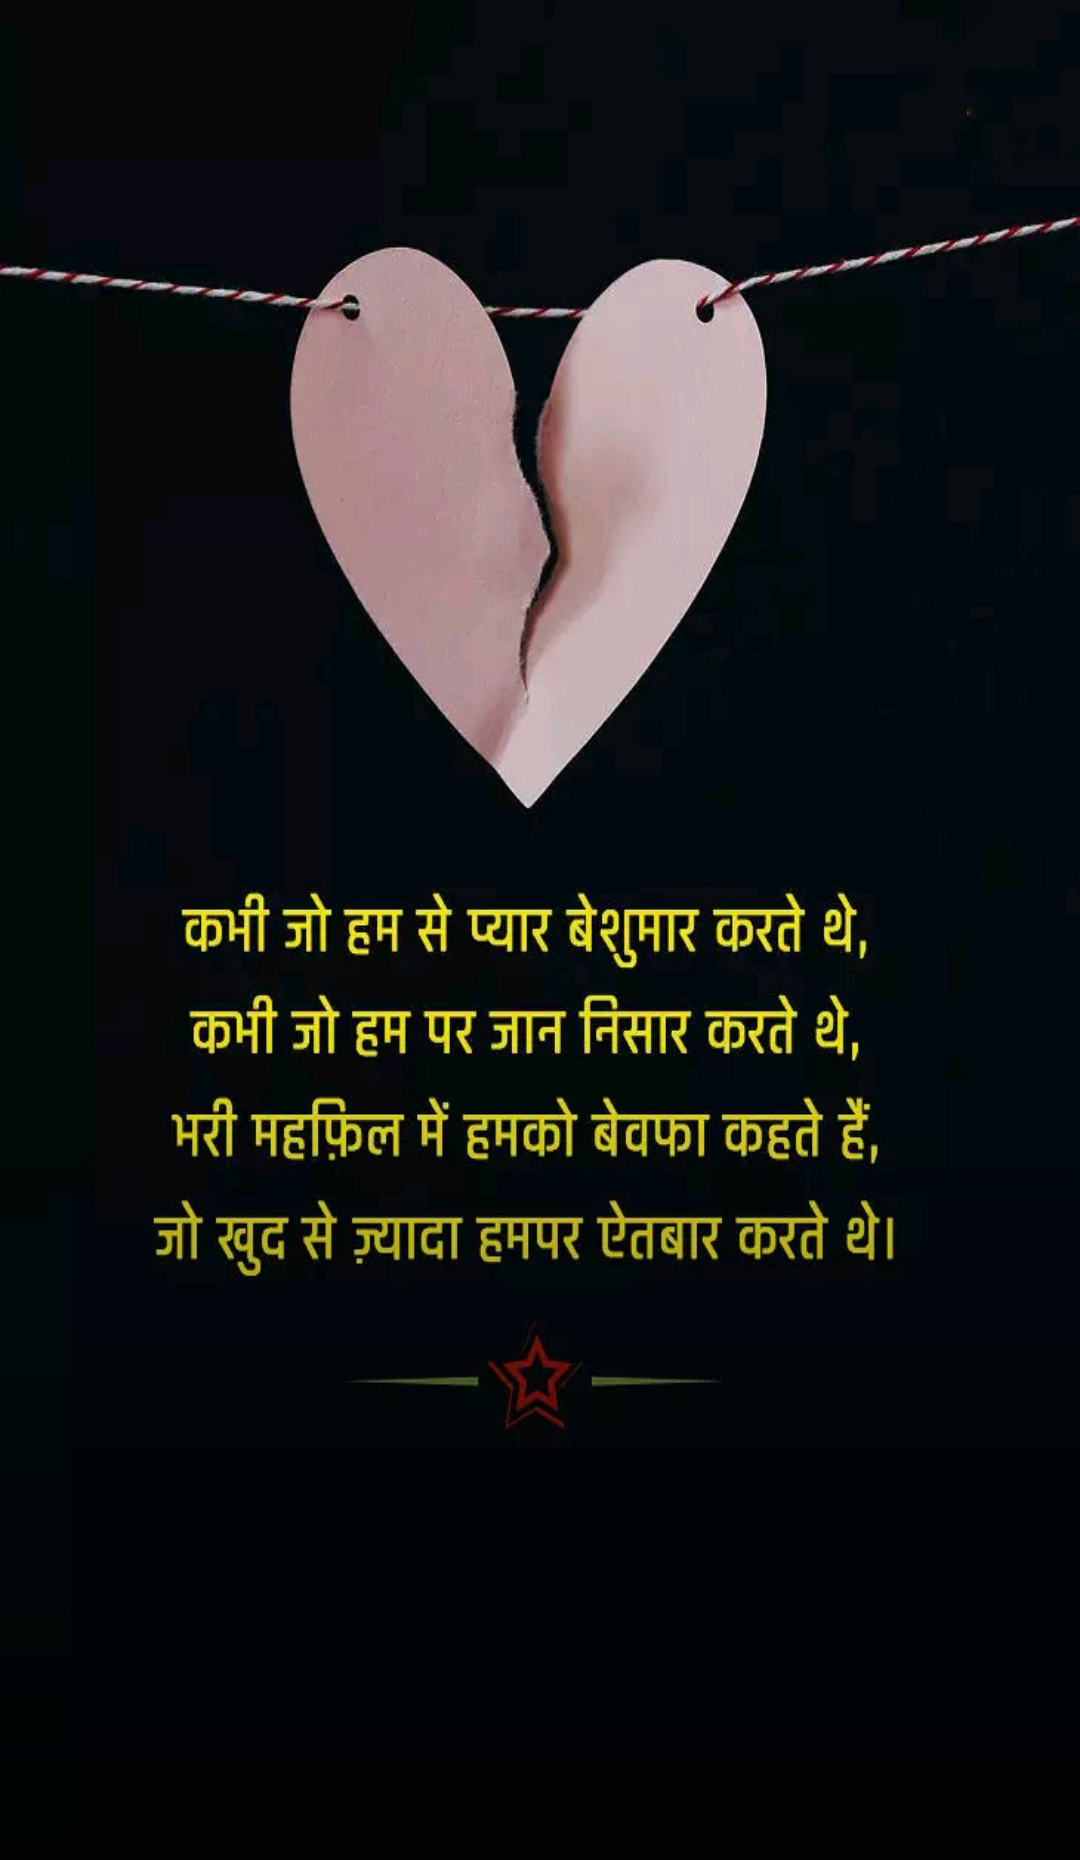 कभी जो हम से प्यार बेशुमार करते थे,
कभी जो हम पर जान निसार करते थे,
भरी महफ़िल में हमको बेवफा कहते हैं,
जो खुद से ज़्यादा हमपर ऐतबार करते थे।